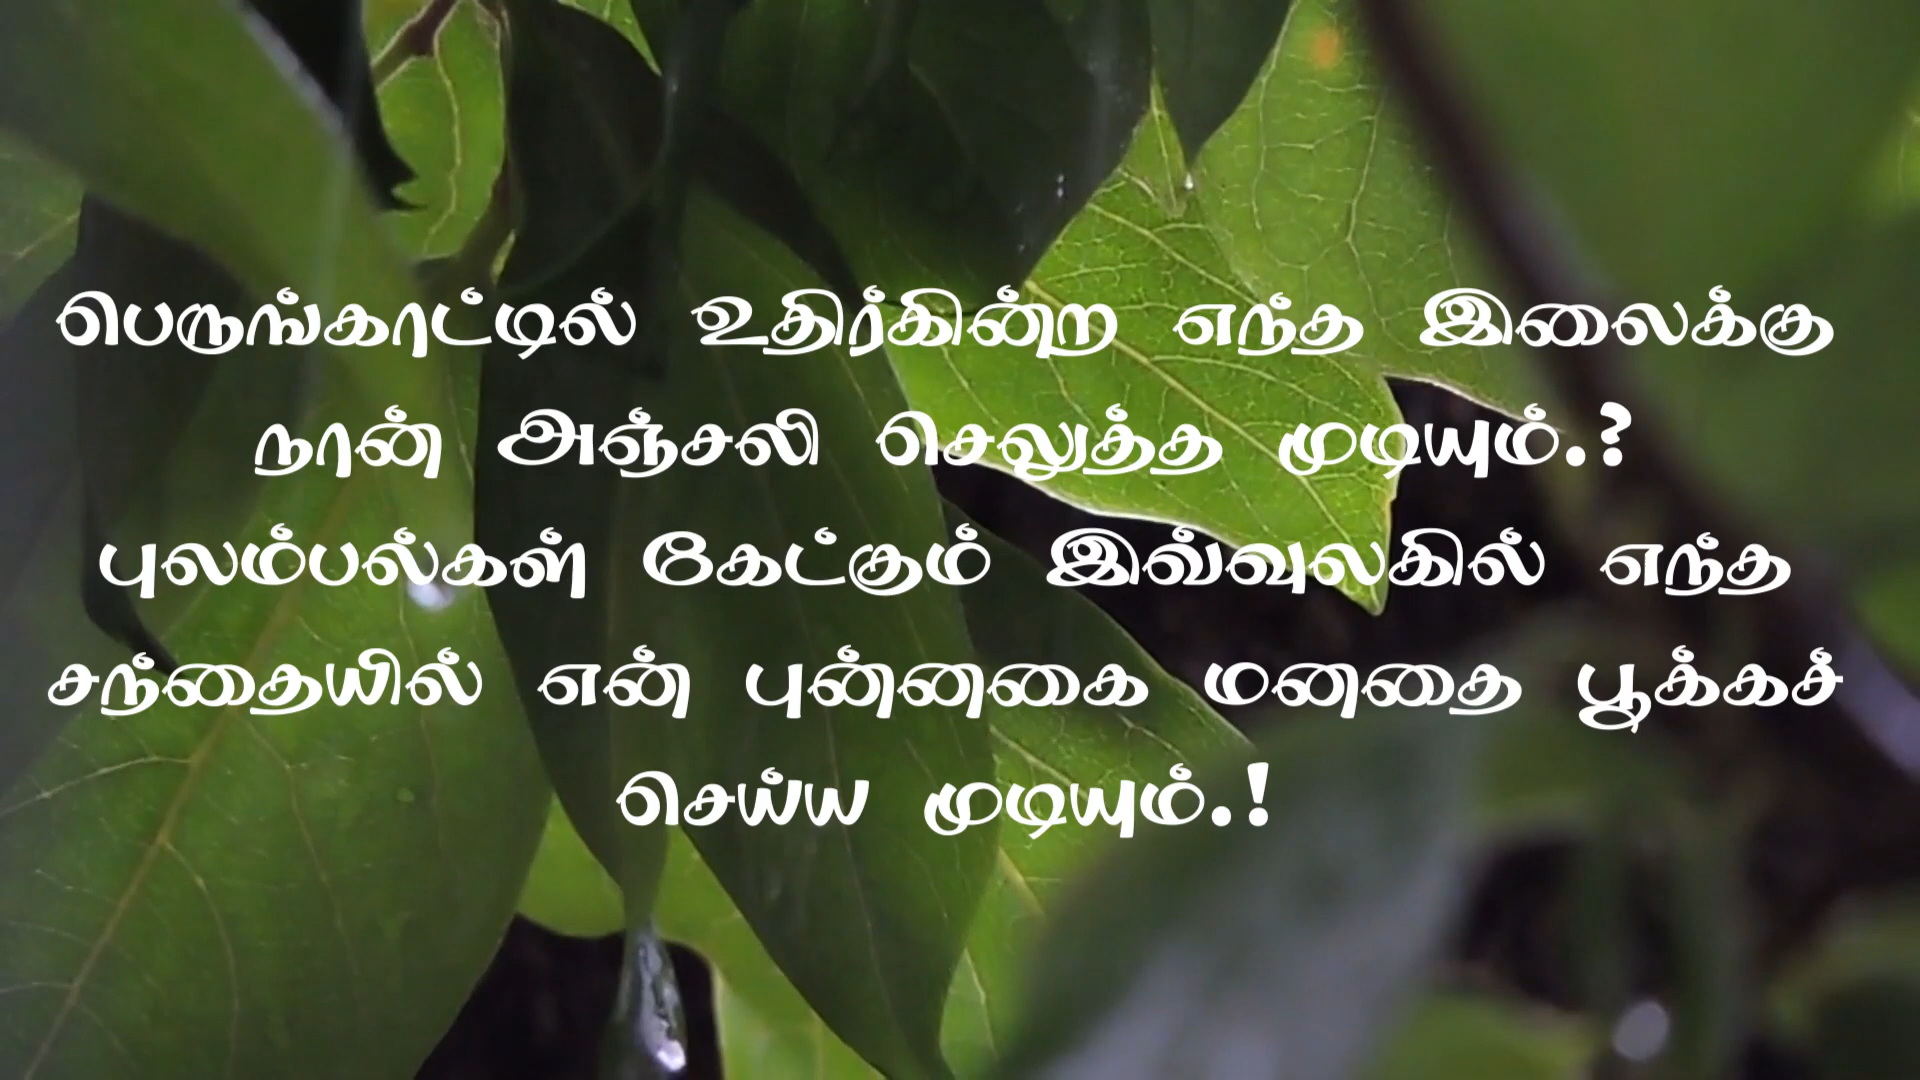 பெருங்காட்டில் உதிர்கின்ற எந்த இலைக்கு
நான் அஞ்சலி செலுத்த முடியும்.?
புலம்பல்கள் கேட்கும் இவ்வுலகில் எந்த
சந்தையில் என் புன்னகை மனதை பூக்கச்
செய்ய முடியும்.!